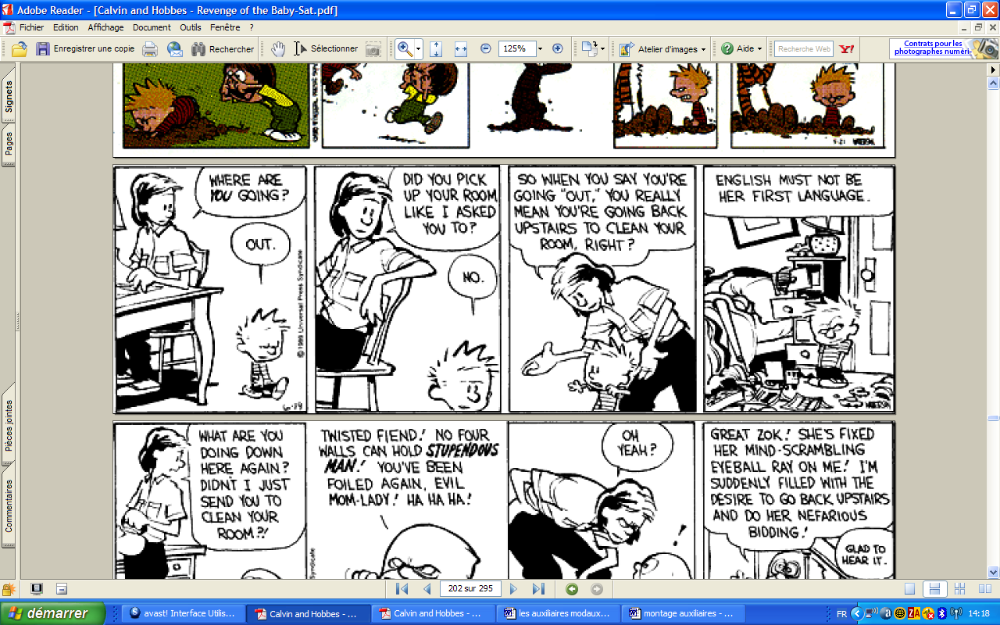 Adobe Reader - [Calvin and Hobbes - Revenge of the Baby-Sat.pdf]
Fichier Edition Affichage Document Outils Fenêtre ?
Enregistrer une copie
Rechercher
Sélectionner
125%
Atelier d'images
Aide
Recherche Web
Y!
Contrats pour les
photographes numéri-
Signets
Pages
Pièces jointes
Commentaires
5-21
WHERE ARE
YOU GOING?
OUT.
© 1989 Universal Press Syndicate
6-19
DID YOU PICK
UP YOUR ROOM
LIKE I ASKED
YOU TO?
NO.
SO WHEN YOU SAY YOU'RE
GOING "OUT," YOU REALLY
MEAN YOU'RE GOING BACK
UPSTAIRS TO CLEAN YOUR
ROOM, RIGHT?
ENGLISH MUST NOT BE
HER FIRST LANGUAGE.
WHAT ARE YOU
DOING DOWN
HERE AGAIN?
DIDN'T I JUST
SEND YOU TO
CLEAN YOUR
ROOM?!
TWISTED FIEND! NO FOUR
WALLS CAN HOLD STUPENDOUS
MAN! YOU'VE BEEN
FOILED AGAIN, EVIL
MOM-LADY! HA HA HA!
OH
YEAH?
!
GREAT ZOK! SHE'S FIXED
HER MIND-SCRAMBLING
EYEBALL RAY ON ME! I'M
SUDDENLY FILLED WITH THE
DESIRE TO GO BACK UPSTAIRS
AND DO HER NEFARIOUS
BIDDING!
GLAD TO
HEAR IT.
202 sur 295
démarrer
avast! Interface Utilis...
Calvin and Hobbes - ...
Calvin and Hobbes - ...
les auxiliaires modaux...
montage auxiliaires - ...
FR
14:18